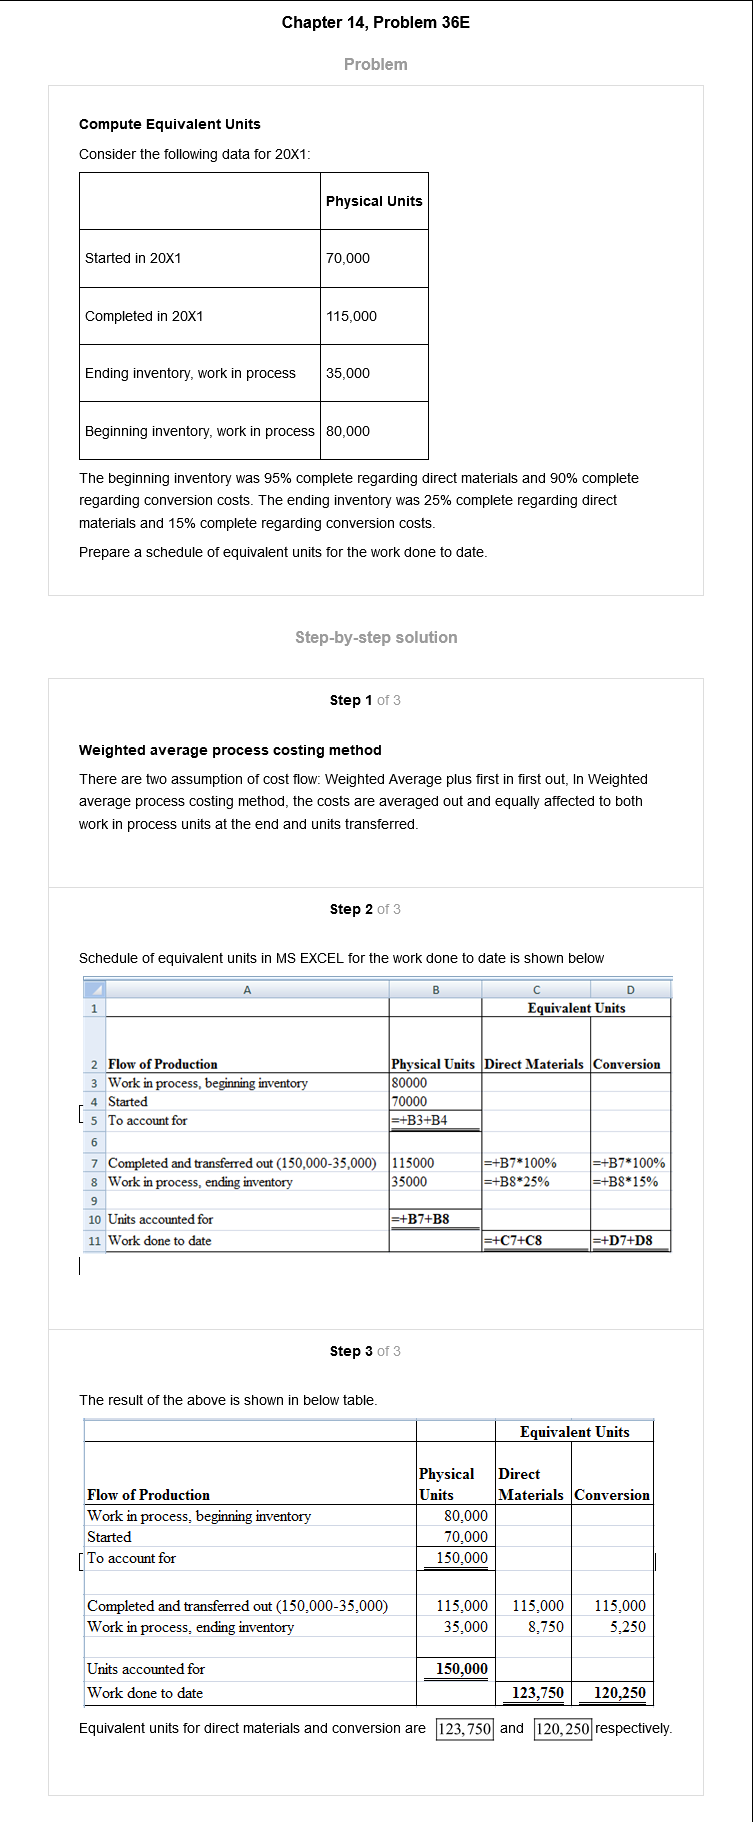 Chapter 14, Problem 36E
Problem
Compute Equivalent Units
Consider the following data for 20X1:
Physical Units
Started in 20X1 70,000
Completed in 20X1 115,000
Ending inventory, work in process 35,000
Beginning inventory, work in process 80,000
The beginning inventory was 95% complete regarding direct materials and 90% complete
regarding conversion costs. The ending inventory was 25% complete regarding direct
materials and 15% complete regarding conversion costs.
Prepare a schedule of equivalent units for the work done to date.
Step-by-step solution
Step 1 of 3
Weighted average process costing method
There are two assumption of cost flow: Weighted Average plus first in first out, In Weighted
average process costing method, the costs are averaged out and equally affected to both
work in process units at the end and units transferred.
Step 2 of 3
Schedule of equivalent units in MS EXCEL for the work done to date is shown below
A B C D
1 Equivalent Units
2 Flow of Production Physical Units Direct Materials Conversion
3 Work in process, beginning inventory 80000
4 Started 70000
5 To account for =+B3+B4
6
7 Completed and transferred out (150,000-35,000) 115000 =+B7*100% =+B7*100%
8 Work in process, ending inventory 35000 =+B8*25% =+B8*15%
9
10 Units accounted for =+B7+B8
11 Work done to date =+C7+C8 =+D7+D8
Step 3 of 3
The result of the above is shown in below table.
Equivalent Units
Physical Direct
Flow of Production Units Materials Conversion
Work in process, beginning inventory 80,000
Started 70,000
To account for 150,000
Completed and transferred out (150,000-35,000) 115,000 115,000 115,000
Work in process, ending inventory 35,000 8,750 5,250
Units accounted for 150,000
Work done to date 123,750 120,250
Equivalent units for direct materials and conversion are 123,750 and 120,250 respectively.